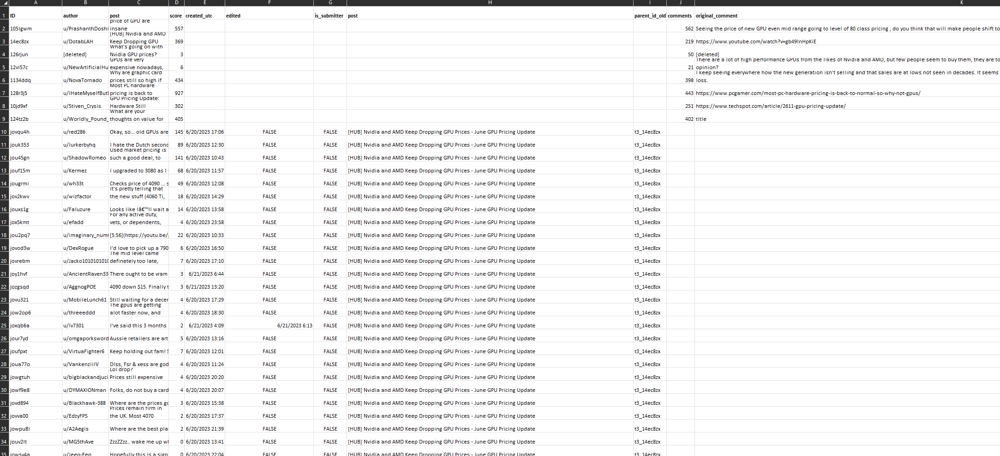 A B C D E F G H I J K
1 ID author post score created_utc edited is_submitter post parent_id_old comments original_comment
price of GPU are
2 105lgwm u/PrashanthDoshi insane 557 562 Seeing the price of new GPU even mid range going to level of 80 class pricing , do you think that will make people shift to
[HUB] Nvidia and AMD
3 14ec8zx u/DotabLAH Keep Dropping GPU 369 219 https://www.youtube.com/watch?v=gb49InHpKiE
What's going on with
4 126rjun [deleted] Nvidia GPU prices? 3 50 [deleted]
GPUs are very There are a lot of high performance GPUs from the likes of Nvidia and AMD, but few people seem to buy them, they are to
5 12vl57c u/NewArtificialHu expensive nowadays, 6 21 opinion?
Why are graphic card I keep seeing everywhere how the new generation isn't selling and that sales are at lows not seen in decades. It seems
6 1134ddq u/NovaTornado prices still so high if 434 398 loss.
Most PC hardware
7 128r3j5 u/IHateMyselfButI pricing is back to 927 443 https://www.pcgamer.com/most-pc-hardware-pricing-is-back-to-normal-so-why-not-gpus/
GPU Pricing Update:
8 10jd9xf u/Stiven_Crysis Hardware Still 302 251 https://www.techspot.com/article/2611-gpu-pricing-update/
What are your
9 124tz2b u/Worldly_Pound_ thoughts on value for 405 402 title
10 jovqu4h u/red286 Okay, so... old GPUs are 145 6/20/2023 17:06 FALSE FALSE [HUB] Nvidia and AMD Keep Dropping GPU Prices - June GPU Pricing Update t3_14ec8zx
11 jouk353 u/lurkerbyhq I hate the Dutch second 89 6/20/2023 12:30 FALSE FALSE [HUB] Nvidia and AMD Keep Dropping GPU Prices - June GPU Pricing Update t3_14ec8zx
Used market pricing is
12 jou45gn u/ShadowRomeo such a good deal, to 141 6/20/2023 10:43 FALSE FALSE [HUB] Nvidia and AMD Keep Dropping GPU Prices - June GPU Pricing Update t3_14ec8zx
13 jouf15m u/Kermez I upgraded to 3080 as I 68 6/20/2023 11:57 FALSE FALSE [HUB] Nvidia and AMD Keep Dropping GPU Prices - June GPU Pricing Update t3_14ec8zx
14 jougrmi u/wh33t Checks price of 4090 ... s 49 6/20/2023 12:08 FALSE FALSE [HUB] Nvidia and AMD Keep Dropping GPU Prices - June GPU Pricing Update t3_14ec8zx
It's pretty telling that
15 jov2kwv u/wizfactor the new stuff (4060 Ti, 18 6/20/2023 14:29 FALSE FALSE [HUB] Nvidia and AMD Keep Dropping GPU Prices - June GPU Pricing Update t3_14ec8zx
16 jouxs1g u/Faluzure Looks like Iâ€™ll wait a 14 6/20/2023 13:58 FALSE FALSE [HUB] Nvidia and AMD Keep Dropping GPU Prices - June GPU Pricing Update t3_14ec8zx
For any active duty,
17 jox5kmt u/efadd vets, or dependents, 4 6/20/2023 23:58 FALSE FALSE [HUB] Nvidia and AMD Keep Dropping GPU Prices - June GPU Pricing Update t3_14ec8zx
18 jou2pq7 u/imaginary_num [5:56](https://youtu.be/ 22 6/20/2023 10:33 FALSE FALSE [HUB] Nvidia and AMD Keep Dropping GPU Prices - June GPU Pricing Update t3_14ec8zx
19 jovod3w u/DexRogue I'd love to pick up a 790 6 6/20/2023 16:50 FALSE FALSE [HUB] Nvidia and AMD Keep Dropping GPU Prices - June GPU Pricing Update t3_14ec8zx
The mid level came
20 jovrebm u/Jacko1010101010 definetely too late, 7 6/20/2023 17:10 FALSE FALSE [HUB] Nvidia and AMD Keep Dropping GPU Prices - June GPU Pricing Update t3_14ec8zx
21 joy1hvf u/AncientRaven33 There ought to be vram 3 6/21/2023 6:44 FALSE FALSE [HUB] Nvidia and AMD Keep Dropping GPU Prices - June GPU Pricing Update t3_14ec8zx
22 jozgsqd u/AggnogPOE 4090 down $15. Finally t 3 6/21/2023 13:20 FALSE FALSE [HUB] Nvidia and AMD Keep Dropping GPU Prices - June GPU Pricing Update t3_14ec8zx
23 jovu321 u/MobileLunch61 Still waiting for a decer 4 6/20/2023 17:29 FALSE FALSE [HUB] Nvidia and AMD Keep Dropping GPU Prices - June GPU Pricing Update t3_14ec8zx
The gpus are getting
24 jow2op6 u/threeeddd alot faster now, and 4 6/20/2023 18:30 FALSE FALSE [HUB] Nvidia and AMD Keep Dropping GPU Prices - June GPU Pricing Update t3_14ec8zx
25 joxqb6a u/lv7301 I've said this 3 months 2 6/21/2023 4:09 6/21/2023 6:13 FALSE [HUB] Nvidia and AMD Keep Dropping GPU Prices - June GPU Pricing Update t3_14ec8zx
26 jour7yd u/omgaporksword Aussie retailers are art 5 6/20/2023 13:16 FALSE FALSE [HUB] Nvidia and AMD Keep Dropping GPU Prices - June GPU Pricing Update t3_14ec8zx
27 joufpxt u/VirtuaFighter6 Keep holding out fam! S 7 6/20/2023 12:01 FALSE FALSE [HUB] Nvidia and AMD Keep Dropping GPU Prices - June GPU Pricing Update t3_14ec8zx
28 joua77o u/VankenziiIV Dlss, Fsr & xess are god 4 6/20/2023 11:24 FALSE FALSE [HUB] Nvidia and AMD Keep Dropping GPU Prices - June GPU Pricing Update t3_14ec8zx
Lol drop?
29 jowgtuh u/bigblackandjuci Prices still expensive 4 6/20/2023 20:20 FALSE FALSE [HUB] Nvidia and AMD Keep Dropping GPU Prices - June GPU Pricing Update t3_14ec8zx
30 jowf9e8 u/DYMAXIONman Folks, do not buy a card 4 6/20/2023 20:07 FALSE FALSE [HUB] Nvidia and AMD Keep Dropping GPU Prices - June GPU Pricing Update t3_14ec8zx
31 jovd894 u/Blackhawk-388 Where are the prices go 3 6/20/2023 15:38 FALSE FALSE [HUB] Nvidia and AMD Keep Dropping GPU Prices - June GPU Pricing Update t3_14ec8zx
Prices remain firm in
32 jovva00 u/EdzyFPS the UK. Most 4070 2 6/20/2023 17:37 FALSE FALSE [HUB] Nvidia and AMD Keep Dropping GPU Prices - June GPU Pricing Update t3_14ec8zx
33 jowpu8l u/A2Aegis Where are the best pla 2 6/20/2023 21:39 FALSE FALSE [HUB] Nvidia and AMD Keep Dropping GPU Prices - June GPU Pricing Update t3_14ec8zx
34 jouv2lt u/MG5thAve ZzzZZzz.. wake me up wl 0 6/20/2023 13:41 FALSE FALSE [HUB] Nvidia and AMD Keep Dropping GPU Prices - June GPU Pricing Update t3_14ec8zx
35 jowsv4a u/Jeep-Eep Hopefully this is a sign 0 6/20/2023 22:04 FALSE FALSE [HUB] Nvidia and AMD Keep Dropping GPU Prices - June GPU Pricing Update t3_14ec8zx